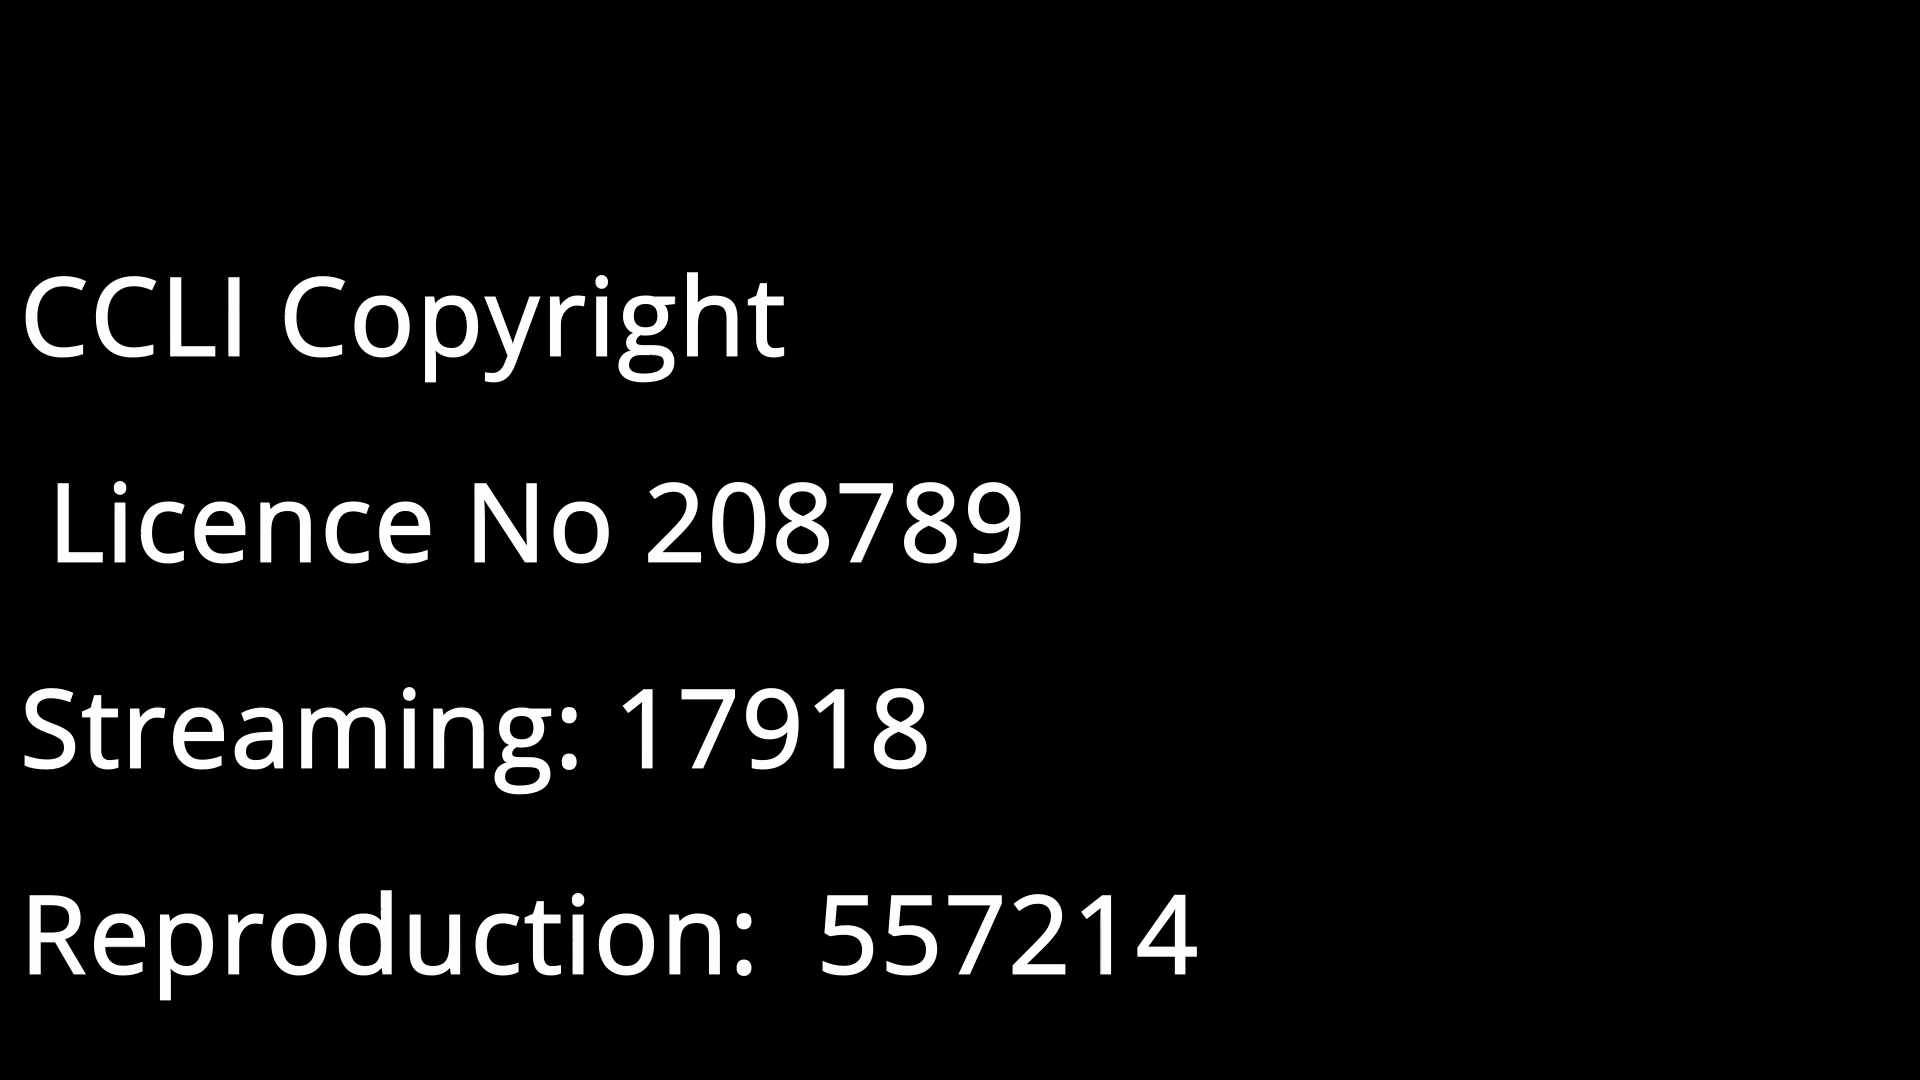 CCLI Copyright
Licence No 208789
Streaming: 17918
Reproduction:  557214